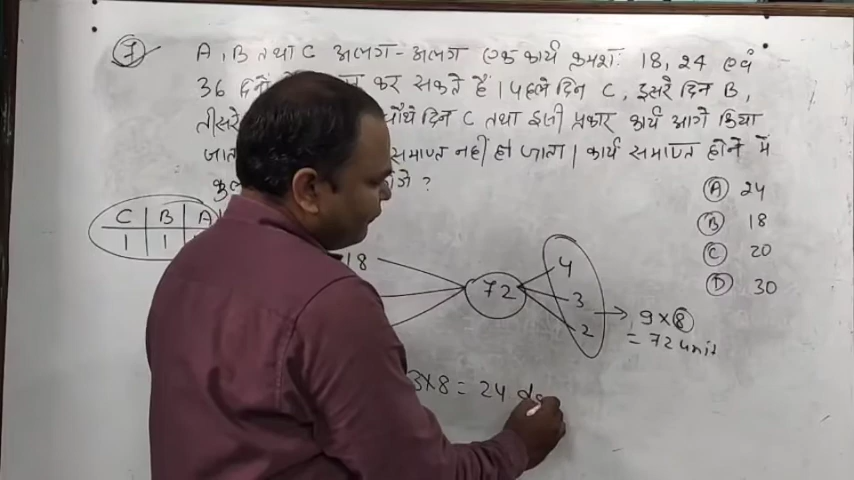 7 A, B तथा C अलग-अलग एक कार्य क्रमशः 18, 24 एवं
36 दिनों कर सकते हैं। पहले दिन C, दूसरे दिन B,
तीसरे चौथे दिन C तथा इसी प्रकार कार्य आगे किया
जाता समाप्त नहीं हो जाता। कार्य समाप्त होने में
कुल ?
A 24
B 18
C 20
D 30
C B A
1 1
18
72
4
3
2
9×8
= 72 unit
3×8 = 24 da